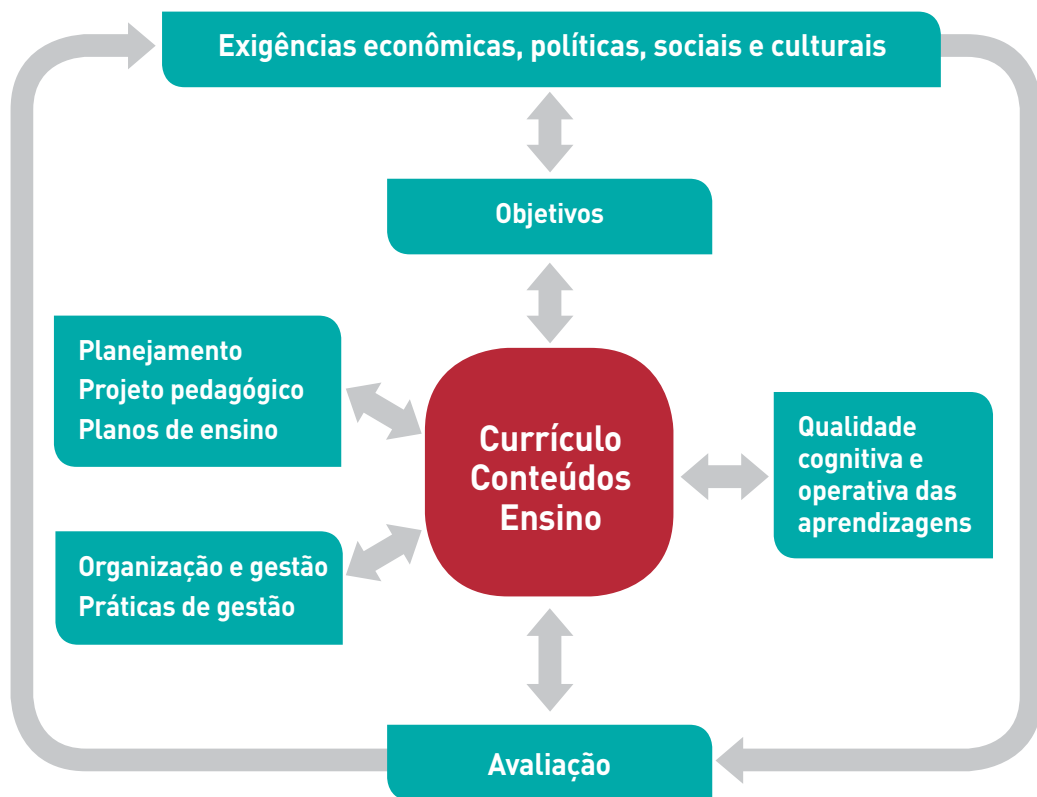 Exigências econômicas, políticas, sociais e culturais
Objetivos
Planejamento
Projeto pedagógico
Planos de ensino
Currículo
Conteúdos
Ensino
Qualidade
cognitiva e
operativa das
aprendizagens
Organização e gestão
Práticas de gestão
Avaliação